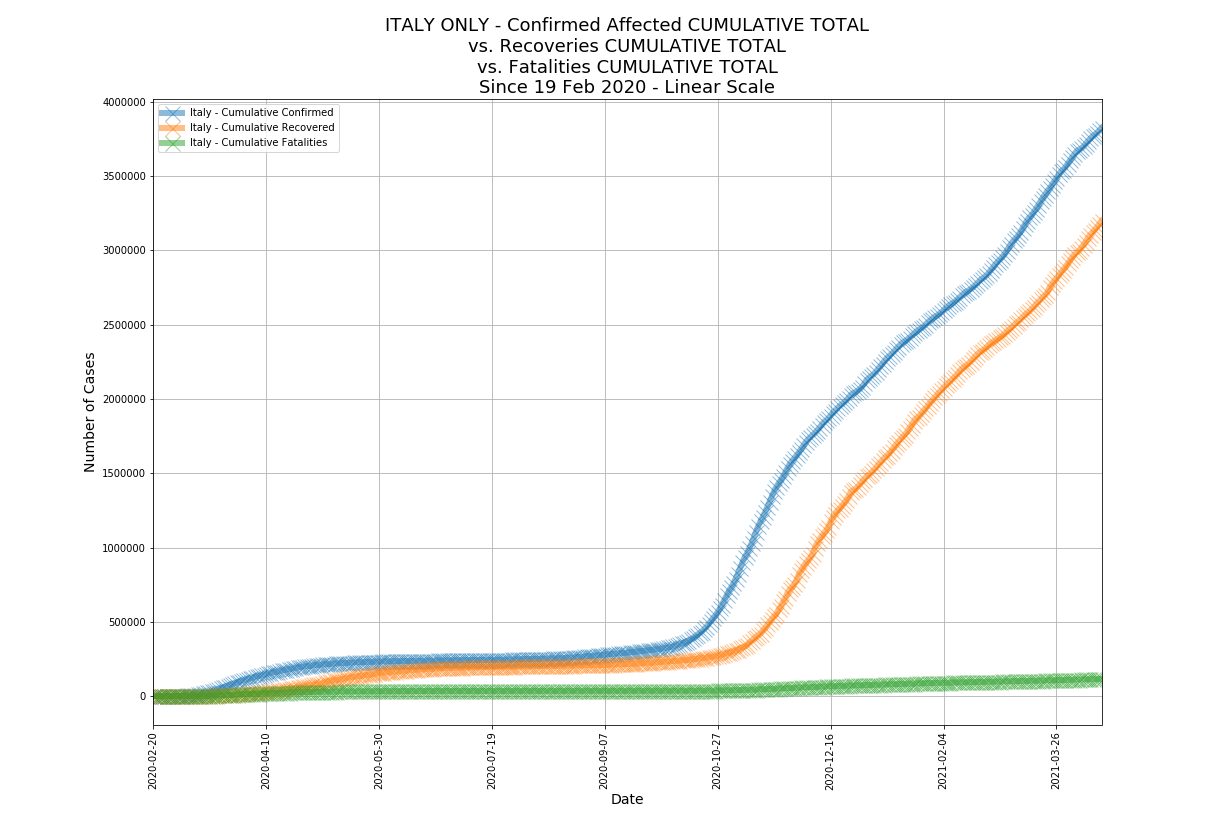 ITALY ONLY - Confirmed Affected CUMULATIVE TOTAL
vs. Recoveries CUMULATIVE TOTAL
vs. Fatalities CUMULATIVE TOTAL
Since 19 Feb 2020 - Linear Scale
Italy - Cumulative Confirmed
Italy - Cumulative Recovered
Italy - Cumulative Fatalities
Number of Cases
4000000
3500000
3000000
2500000
2000000
1500000
1000000
500000
0
2020-02-20
2020-04-10
2020-05-30
2020-07-19
2020-09-07
2020-10-27
2020-12-16
2021-02-04
2021-03-26
Date